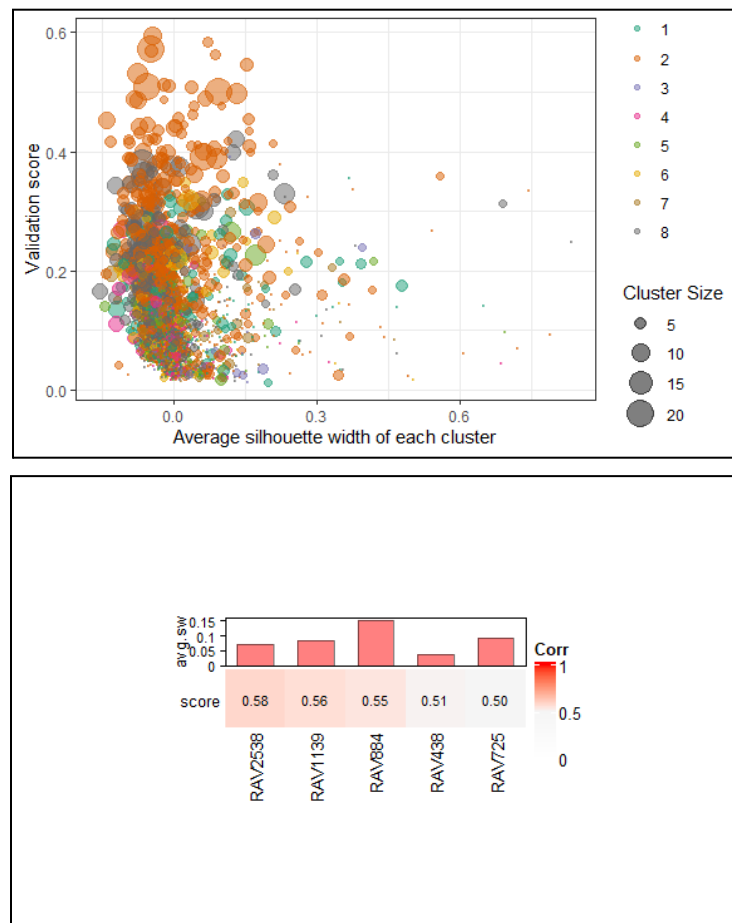 0.6
0.4
0.2
0.0
Validation score
0.0 0.3 0.6
Average silhouette width of each cluster
1
2
3
4
5
6
7
8
Cluster Size
5
10
15
20
avg.sw
0.15
0.1
0.05
0
score 0.58 0.56 0.55 0.51 0.50
RAV2538 RAV1139 RAV884 RAV438 RAV725
Corr
1
0.5
0